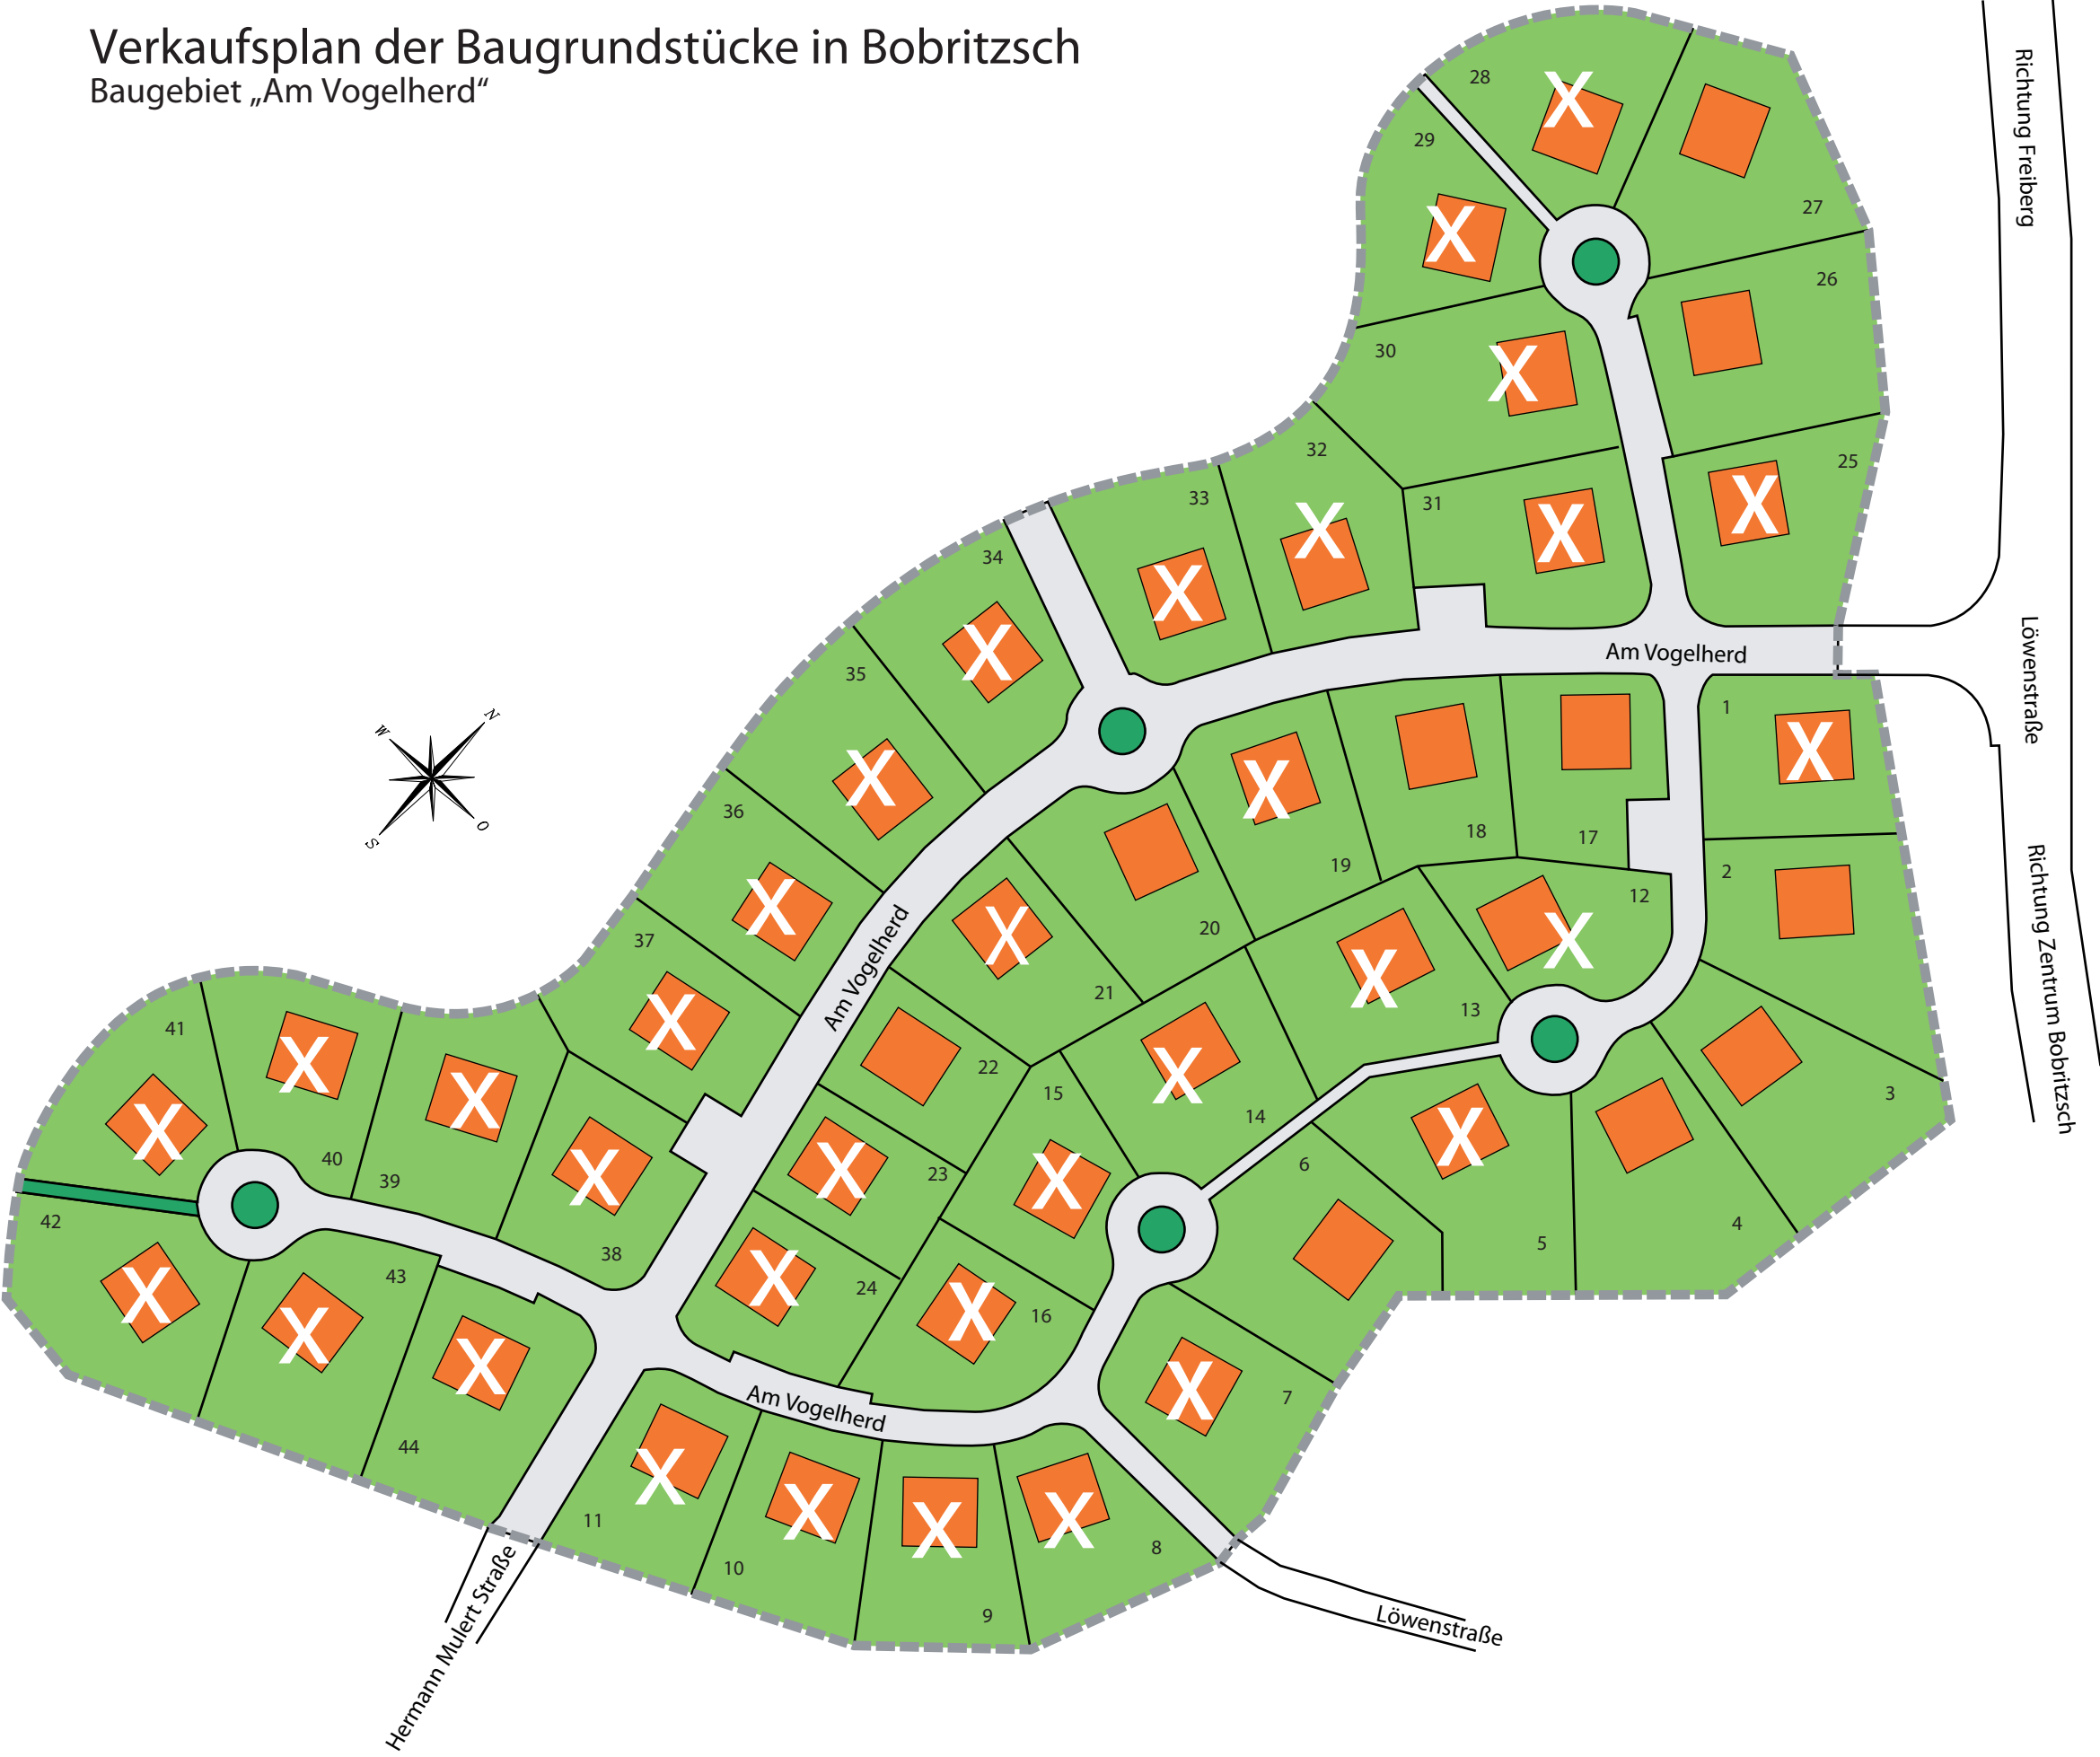 Verkaufsplan der Baugrundstücke in Bobritzsch
Baugebiet „Am Vogelherd“
28
X
29
X
27
26
30
X
25
X
32
X
31
X
33
X
34
X
35
X
36
X
37
X
38
X
39
X
40
X
41
X
42
X
43
X
44
X
Richtung Freiberg
Löwenstraße
Richtung Zentrum Bobritzsch
Am Vogelherd
1
X
2
3
4
5
X
6
7
X
8
X
9
X
10
X
11
X
12
X
13
X
14
X
15
X
16
X
17
18
19
X
20
21
X
22
23
X
24
X
Am Vogelherd
Am Vogelherd
N
W
O
S
Hermann Mulert Straße
Löwenstraße